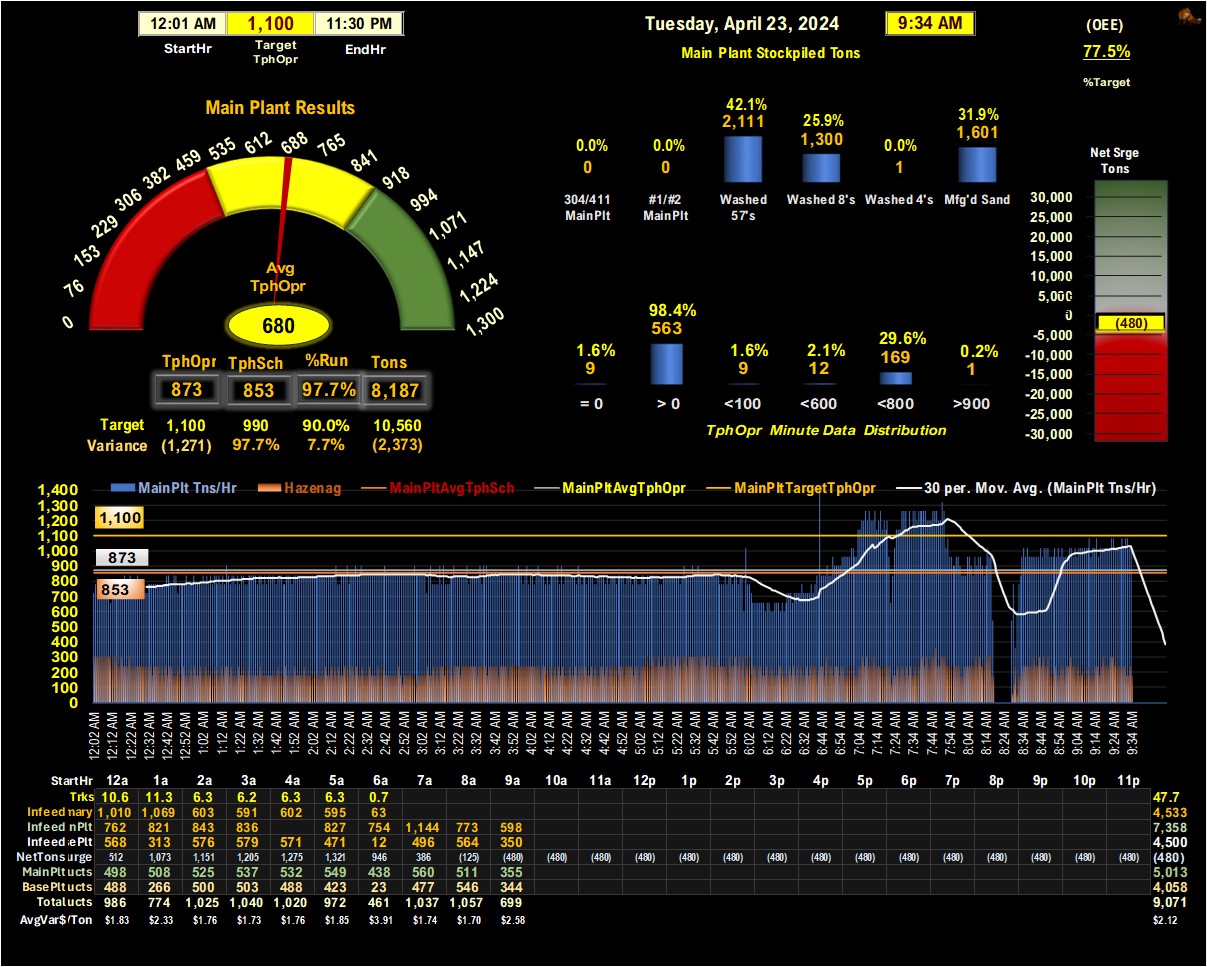 12:01 AM 1,100 11:30 PM
StartHr Target TphOpr EndHr
Tuesday, April 23, 2024 9:34 AM
Main Plant Stockpiled Tons
(OEE)
77.5%
%Target
Main Plant Results
0 76 153 229 306 382 459 535 612 688 765 841 918 994 1,071 1,147 1,224 1,300
Avg
TphOpr
680
TphOpr TphSch %Run Tons
873 853 97.7% 8,187
Target 1,100 990 90.0% 10,560
Variance (1,271) 97.7% 7.7% (2,373)
0.0% 0.0% 42.1% 25.9% 0.0% 31.9%
0 0 2,111 1,300 1 1,601
304/411 #1/#2 Washed Washed 8's Washed 4's Mfg'd Sand
MainPlt MainPlt 57's
1.6% 98.4% 1.6% 2.1% 29.6% 0.2%
9 563 9 12 169 1
= 0 > 0 <100 <600 <800 >900
TphOpr Minute Data Distribution
Net Srge
Tons
30,000
25,000
20,000
15,000
10,000
5,000
0
(480)
-5,000
-10,000
-15,000
-20,000
-25,000
-30,000
MainPlt Tns/Hr Hazenag MainPltAvgTphSch MainPltAvgTphOpr MainPltTargetTphOpr 30 per. Mov. Avg. (MainPlt Tns/Hr)
1,400
1,300
1,200
1,100
1,000
900
800
700
600
500
400
300
200
100
0
1,100
873
853
12:02 AM 12:12 AM 12:22 AM 12:32 AM 12:42 AM 12:52 AM 1:02 AM 1:12 AM 1:22 AM 1:32 AM 1:42 AM 1:52 AM 2:02 AM 2:12 AM 2:22 AM 2:32 AM 2:42 AM 2:52 AM 3:02 AM 3:12 AM 3:22 AM 3:32 AM 3:42 AM 3:52 AM 4:02 AM 4:12 AM 4:22 AM 4:32 AM 4:42 AM 4:52 AM 5:02 AM 5:12 AM 5:22 AM 5:32 AM 5:42 AM 5:52 AM 6:02 AM 6:12 AM 6:22 AM 6:32 AM 6:44 AM 6:54 AM 7:04 AM 7:14 AM 7:24 AM 7:34 AM 7:44 AM 7:54 AM 8:04 AM 8:14 AM 8:24 AM 8:34 AM 8:44 AM 8:54 AM 9:04 AM 9:14 AM 9:24 AM 9:34 AM
StartHr 12a 1a 2a 3a 4a 5a 6a 7a 8a 9a 10a 11a 12p 1p 2p 3p 4p 5p 6p 7p 8p 9p 10p 11p
Trks 10.6 11.3 6.3 6.2 6.3 6.3 0.7 47.7
Infeed mary 1,010 1,069 603 591 602 595 63 4,533
Infeed nPlt 762 821 843 836 827 754 1,144 773 598 7,358
Infeed ePlt 568 313 576 579 571 471 12 496 564 350 4,500
NetTons urge 512 1,073 1,151 1,205 1,275 1,321 946 386 (125) (480) (480) (480) (480) (480) (480) (480) (480) (480) (480) (480) (480) (480) (480) (480) (480)
MainPlt ucts 498 508 525 537 532 549 438 560 511 355 5,013
BasePlt ucts 488 266 500 503 488 423 23 477 546 344 4,058
Total ucts 986 774 1,025 1,040 1,020 972 461 1,037 1,057 699 9,071
AvgVar$/Ton $1.83 $2.33 $1.76 $1.73 $1.76 $1.85 $3.91 $1.74 $1.70 $2.58 $2.12